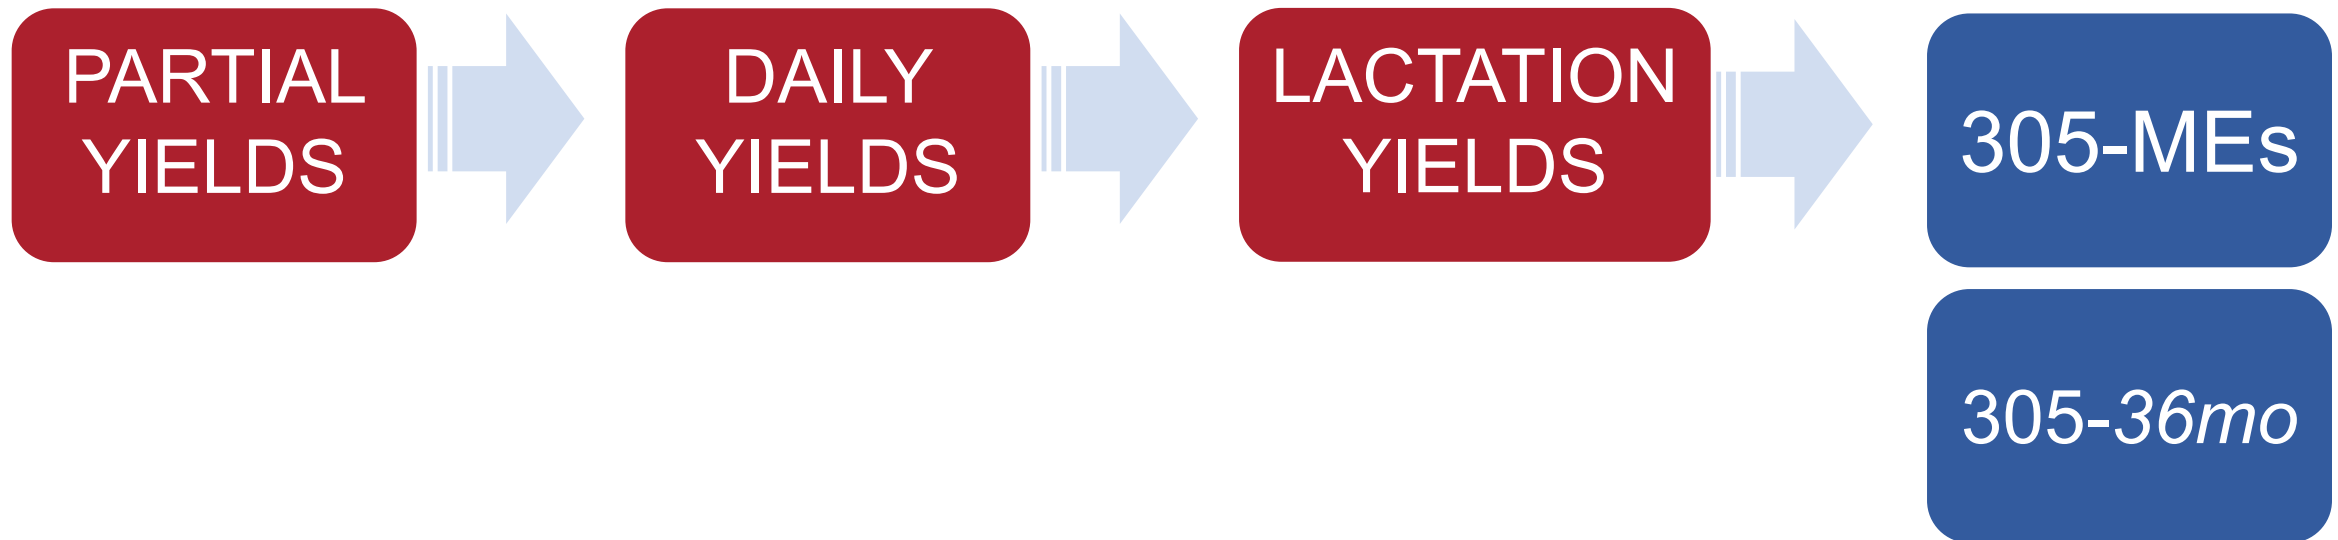 PARTIAL
YIELDS
DAILY
YIELDS
LACTATION
YIELDS
305-MEs
305-36mo